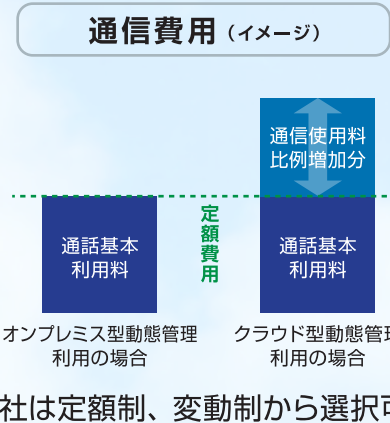 通信費用（イメージ）
通信使用料
比例増加分
定額費用
通話基本
利用料
通話基本
利用料
オンプレミス型動態管理
利用の場合
クラウド型動態管
利用の場合
社は定額制、変動制から選択可